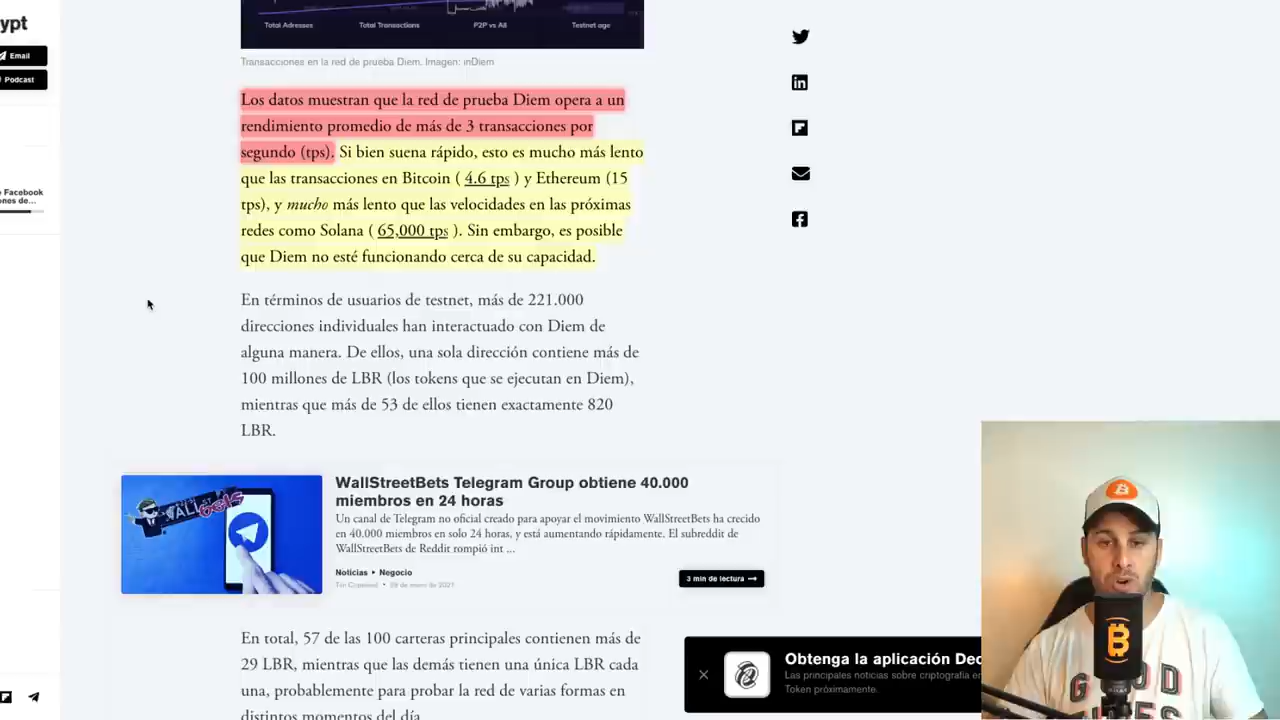 ypt
Email
Podcast
e Facebook
ones de...
Total Adresses
Total Transactions
P2P vs All
Testnet age
Transacciones en la red de prueba Diem. Imagen: inDiem
Los datos muestran que la red de prueba Diem opera a un
rendimiento promedio de más de 3 transacciones por
segundo (tps). Si bien suena rápido, esto es mucho más lento
que las transacciones en Bitcoin ( 4.6 tps ) y Ethereum (15
tps), y mucho más lento que las velocidades en las próximas
redes como Solana ( 65,000 tps ). Sin embargo, es posible
que Diem no esté funcionando cerca de su capacidad.
En términos de usuarios de testnet, más de 221.000
direcciones individuales han interactuado con Diem de
alguna manera. De ellos, una sola dirección contiene más de
100 millones de LBR (los tokens que se ejecutan en Diem),
mientras que más de 53 de ellos tienen exactamente 820
LBR.
WallStreetBets Telegram Group obtiene 40.000
miembros en 24 horas
Un canal de Telegram no oficial creado para apoyar el movimiento WallStreetBets ha crecido
en 40.000 miembros en solo 24 horas, y está aumentando rápidamente. El subreddit de
WallStreetBets de Reddit rompió int ...
Noticias ▸ Negocio
3 min de lectura →
En total, 57 de las 100 carteras principales contienen más de
29 LBR, mientras que las demás tienen una única LBR cada
una, probablemente para probar la red de varias formas en
distintos momentos del día.
Obtenga la aplicación Dec
Las principales noticias sobre criptografía en
Token próximamente.